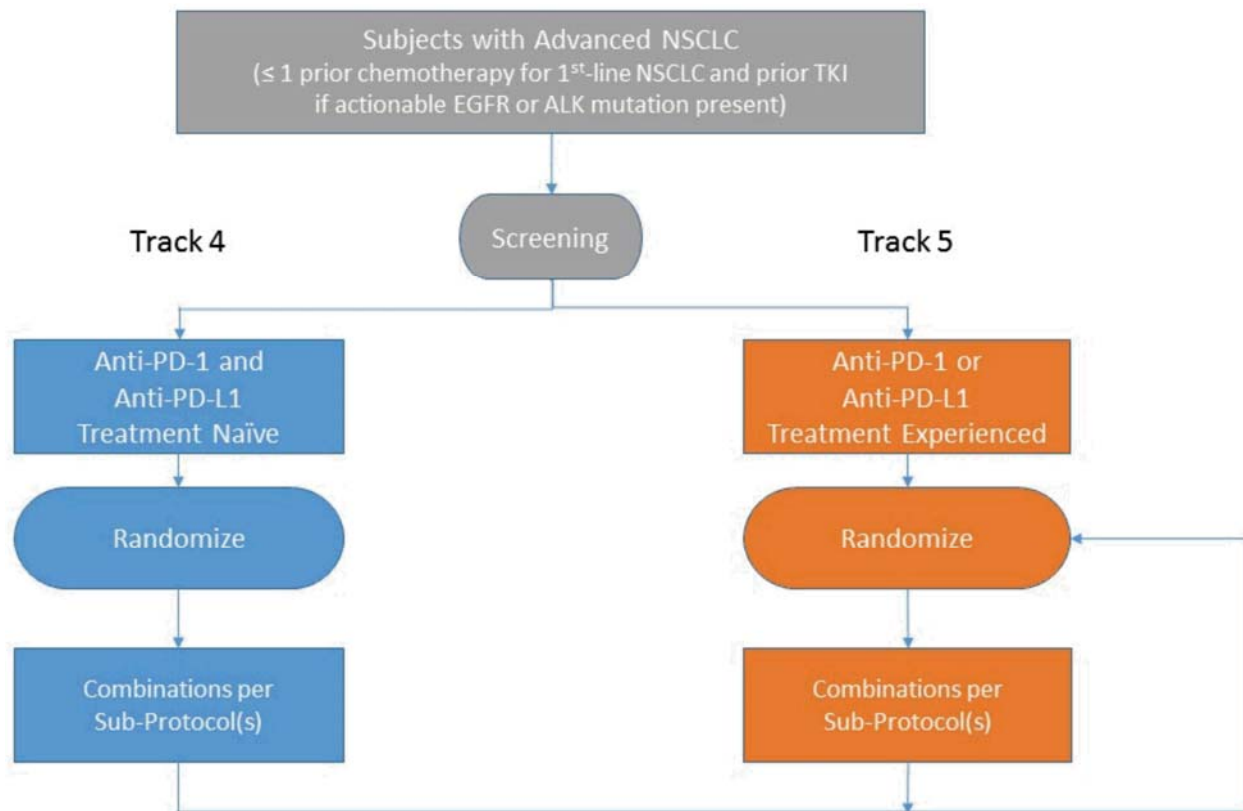 Subjects with Advanced NSCLC
(≤ 1 prior chemotherapy for 1st-line NSCLC and prior TKI
if actionable EGFR or ALK mutation present)
Screening
Track 4
Track 5
Anti-PD-1 and
Anti-PD-L1
Treatment Naïve
Anti-PD-1 or
Anti-PD-L1
Treatment Experienced
Randomize
Randomize
Combinations per
Sub-Protocol(s)
Combinations per
Sub-Protocol(s)